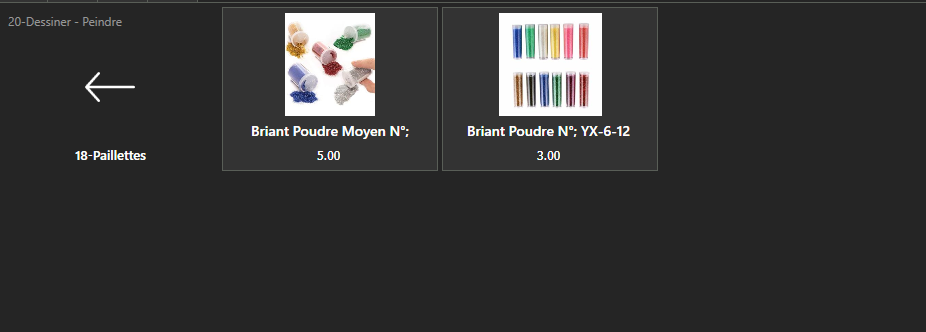 20-Dessiner - Peindre
18-Paillettes
Briant Poudre Moyen N°;
5.00
Briant Poudre N°; YX-6-12
3.00